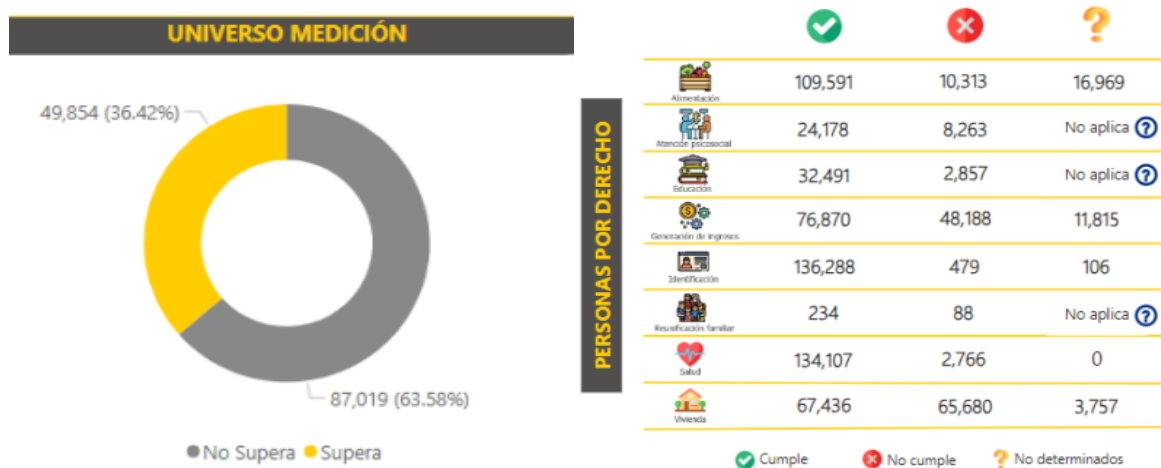 UNIVERSO MEDICIÓN
49,854 (36.42%)
87,019 (63.58%)
No Supera Supera
PERSONAS POR DERECHO
Alimentación 109,591 10,313 16,969
Atención psicosocial 24,178 8,263 No aplica ?
Educación 32,491 2,857 No aplica ?
Generación de ingresos 76,870 48,188 11,815
Identificación 136,288 479 106
Reunificación familiar 234 88 No aplica ?
Salud 134,107 2,766 0
Vivienda 67,436 65,680 3,757
Cumple No cumple ? No determinados